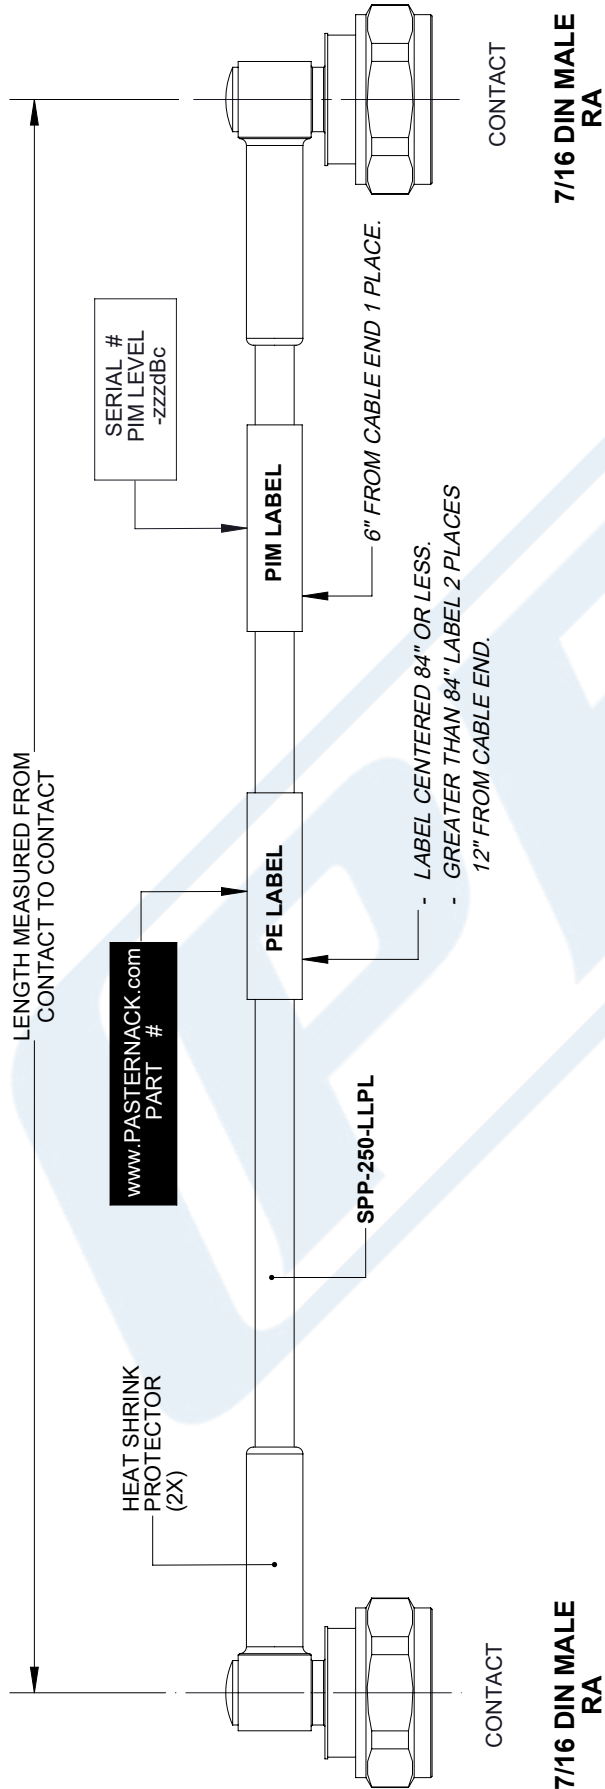 LENGTH MEASURED FROM
CONTACT TO CONTACT
HEAT SHRINK
PROTECTOR
(2X)
www.PASTERNACK.com
PART #
SERIAL #
PIM LEVEL
-zzzdBc
PE LABEL
PIM LABEL
SPP-250-LLPL
- LABEL CENTERED 84" OR LESS.
- GREATER THAN 84" LABEL 2 PLACES
12" FROM CABLE END.
6" FROM CABLE END 1 PLACE.
CONTACT
7/16 DIN MALE
RA
CONTACT
7/16 DIN MALE
RA